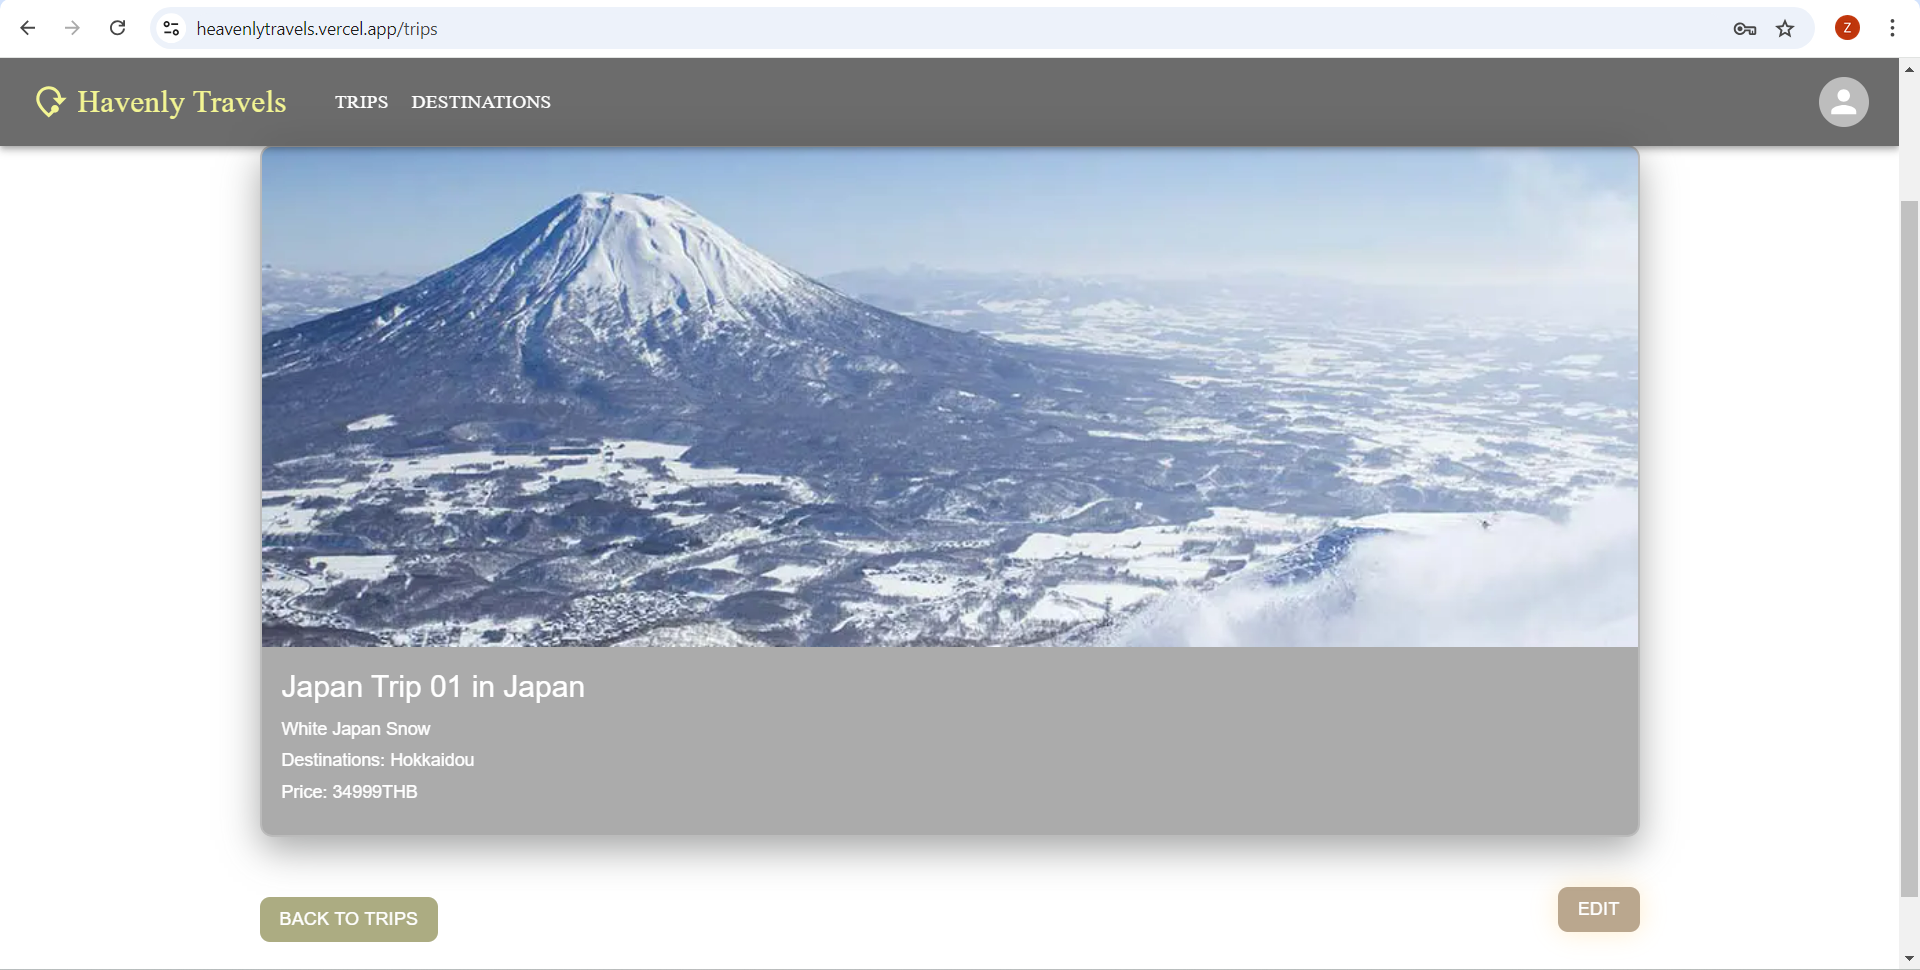 heavenlytravels.vercel.app/trips
Z
Havenly Travels
TRIPS
DESTINATIONS
Japan Trip 01 in Japan
White Japan Snow
Destinations: Hokkaidou
Price: 34999THB
BACK TO TRIPS
EDIT